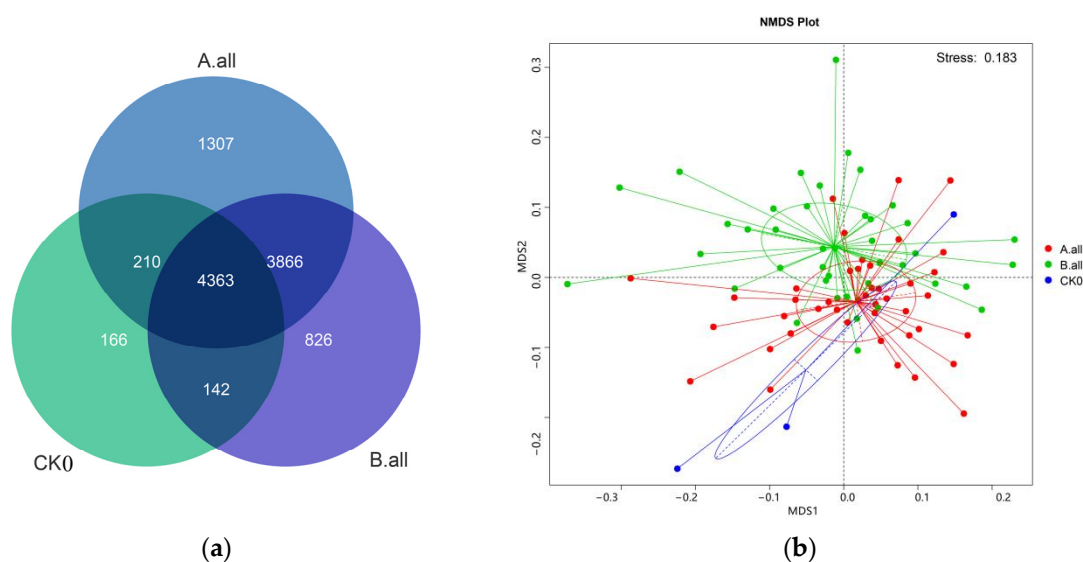 A.all
1307
210
4363
3866
166
826
142
CK0
B.all
(a)
NMDS Plot
Stress: 0.183
MDS2
0.3
0.2
0.1
0.0
−0.1
−0.2
−0.3
−0.2
−0.1
0.0
0.1
0.2
MDS1
A.all
B.all
CK0
(b)